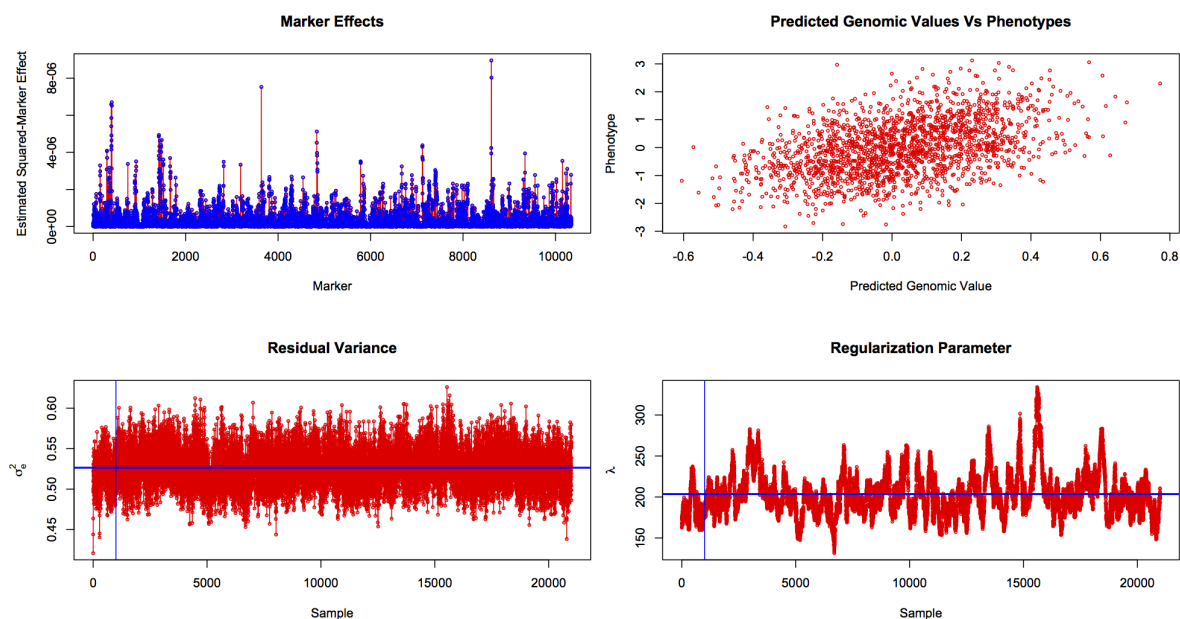 Marker Effects
Estimated Squared-Marker Effect
0e+00 4e-06 8e-06
0 2000 4000 6000 8000 10000
Marker
Predicted Genomic Values Vs Phenotypes
Phenotype
-3 -2 -1 0 1 2 3
-0.6 -0.4 -0.2 0.0 0.2 0.4 0.6 0.8
Predicted Genomic Value
Residual Variance
σ²ₑ
0.45 0.50 0.55 0.60
0 5000 10000 15000 20000
Sample
Regularization Parameter
λ
150 200 250 300
0 5000 10000 15000 20000
Sample